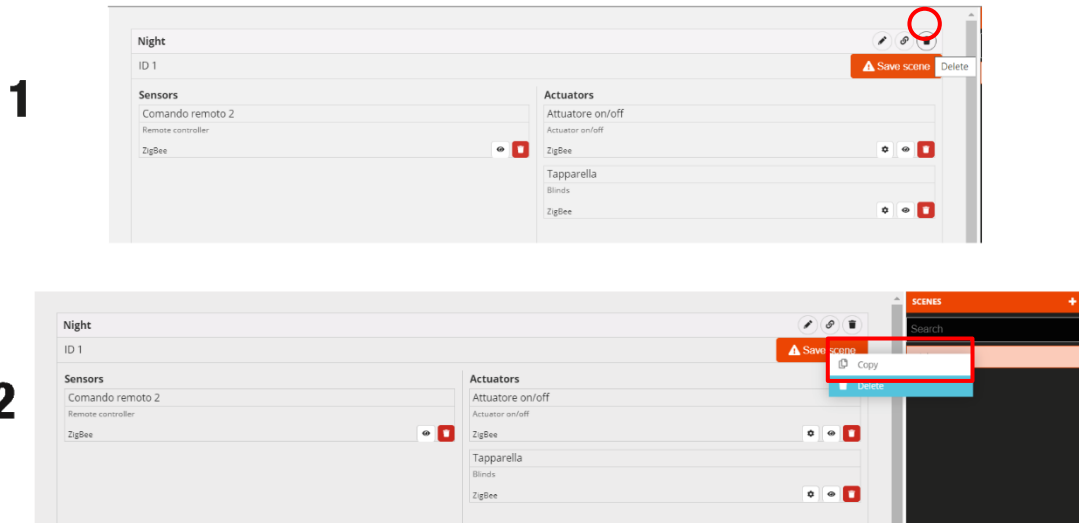 1
Night
ID 1
Save scene
Delete
Sensors
Actuators
Comando remoto 2
Attuatore on/off
Remote controller
Actuator on/off
ZigBee
ZigBee
Tapparella
Blinds
ZigBee
2
SCENES
+
Night
Search
ID 1
Save scene
Copy
Delete
Sensors
Actuators
Comando remoto 2
Attuatore on/off
Remote controller
Actuator on/off
ZigBee
ZigBee
Tapparella
Blinds
ZigBee